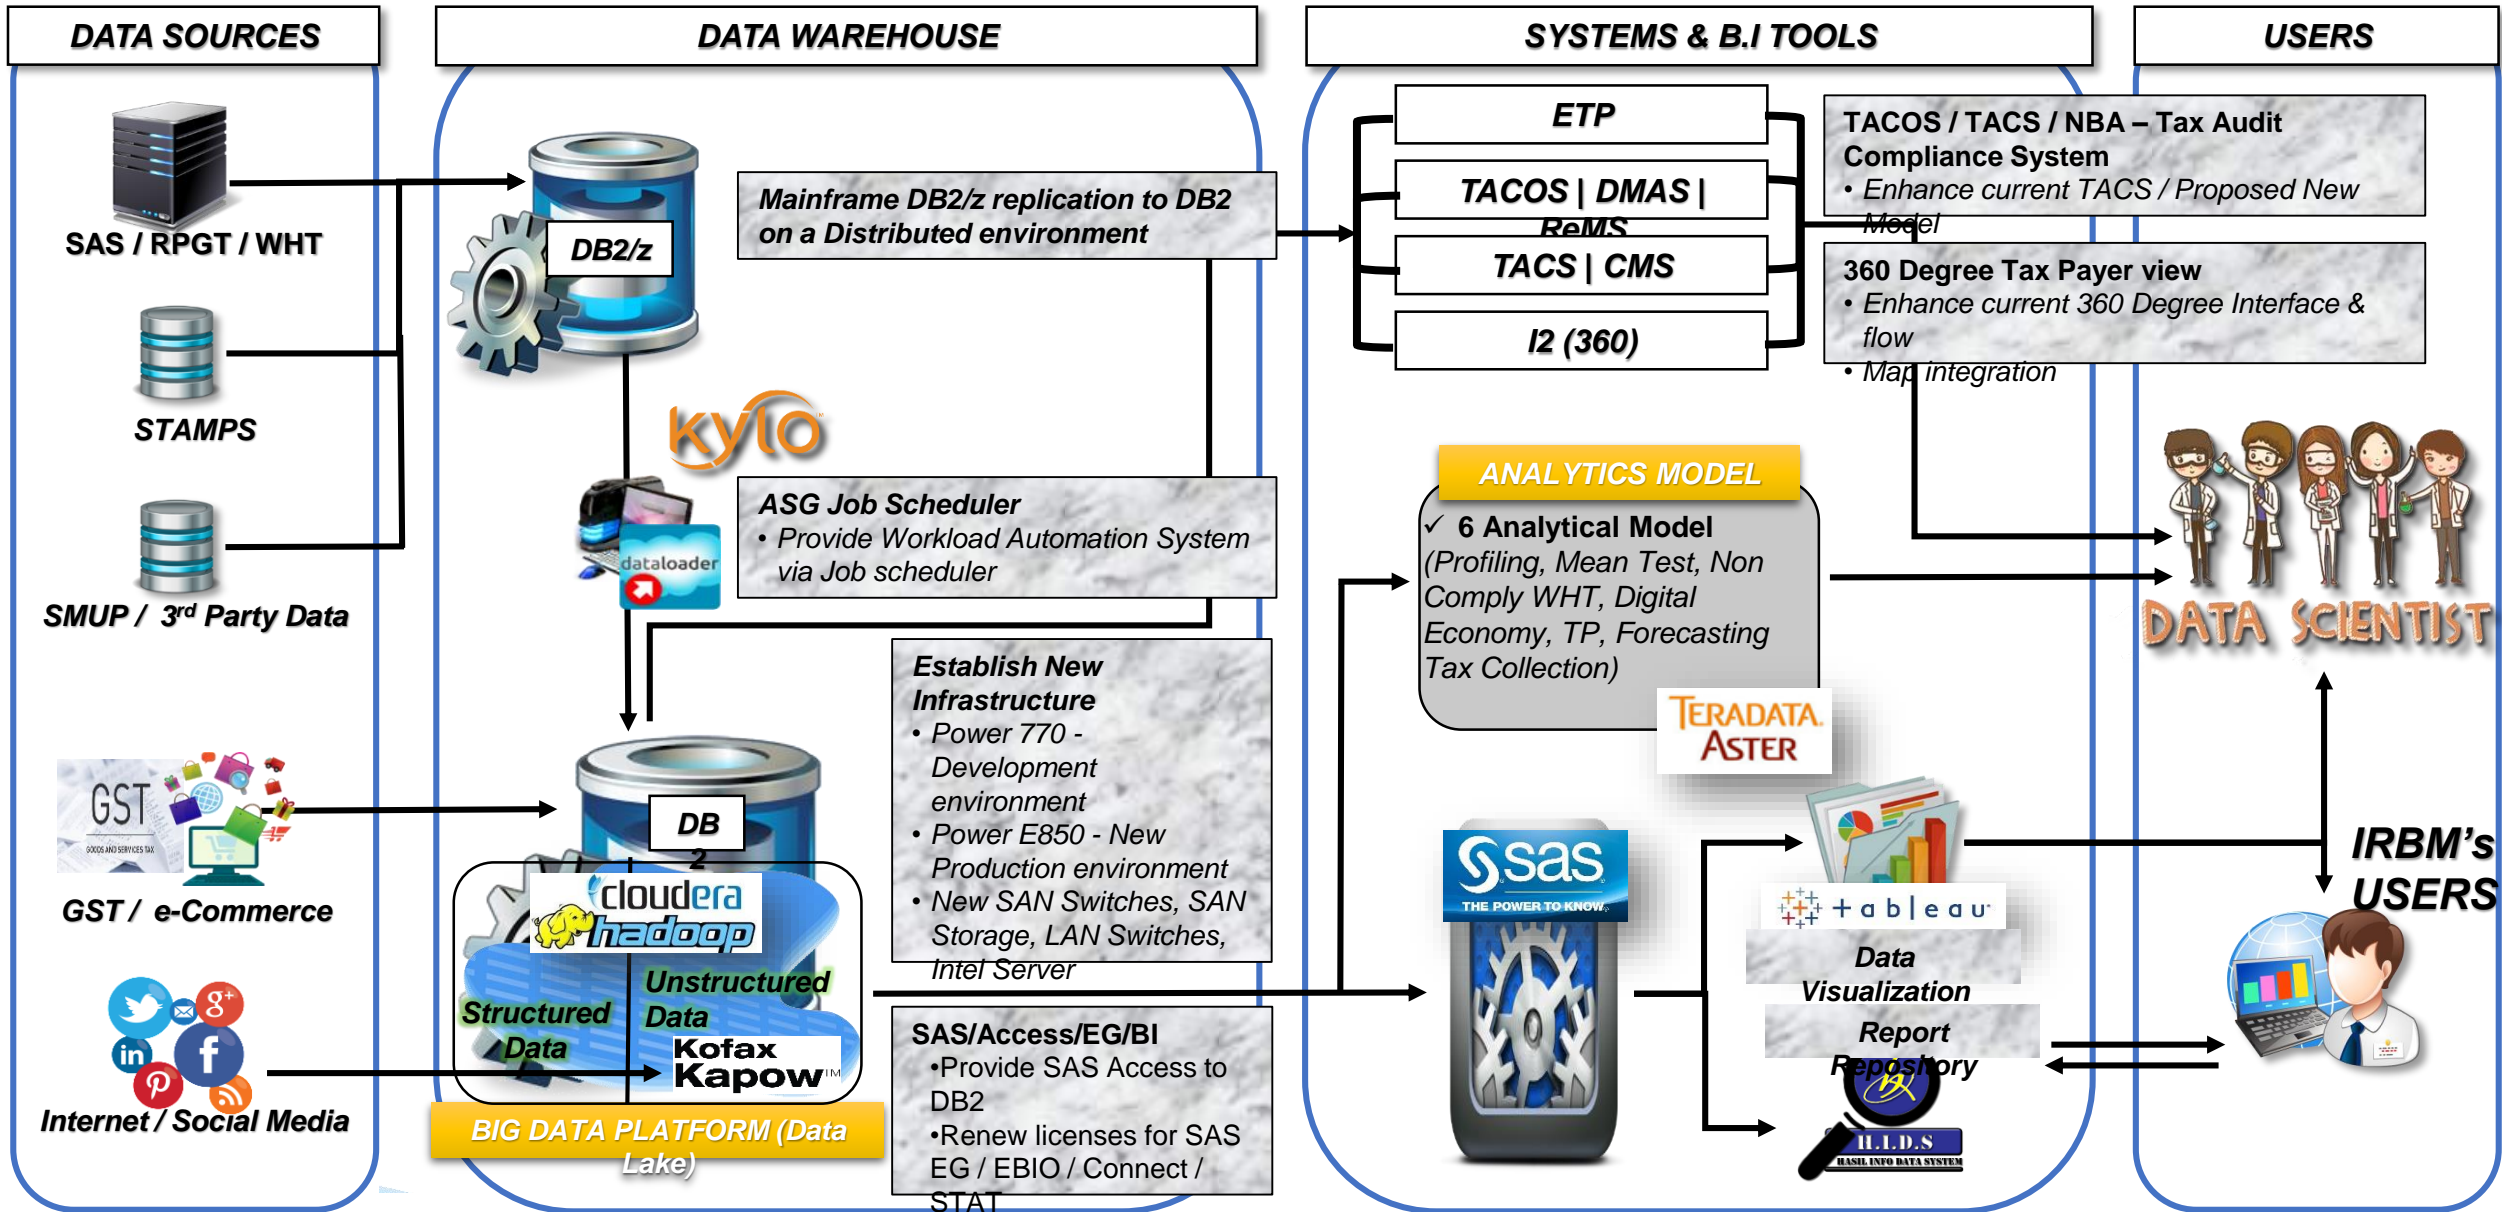 DATA SOURCES
SAS / RPGT / WHT
STAMPS
SMUP / 3rd Party Data
GST
GOODS AND SERVICES TAX
GST / e-Commerce
g+
in
f
Internet / Social Media
DATA WAREHOUSE
DB2/z
Mainframe DB2/z replication to DB2
on a Distributed environment
kylo
dataloader
ASG Job Scheduler
• Provide Workload Automation System
via Job scheduler
DB
2
cloudera
hadoop
Structured
Data
Unstructured
Data
Kofax
Kapow™
BIG DATA PLATFORM (Data
Lake)
Establish New
Infrastructure
• Power 770 -
Development
environment
• Power E850 - New
Production environment
• New SAN Switches, SAN
Storage, LAN Switches,
Intel Server
SAS/Access/EG/BI
•Provide SAS Access to
DB2
•Renew licenses for SAS
EG / EBIO / Connect /
STAT
SYSTEMS & B.I TOOLS
ETP
TACOS | DMAS |
ReMS
TACS | CMS
I2 (360)
TACOS / TACS / NBA – Tax Audit
Compliance System
• Enhance current TACS / Proposed New
Model
360 Degree Tax Payer view
• Enhance current 360 Degree Interface &
flow
• Map integration
ANALYTICS MODEL
✓ 6 Analytical Model
(Profiling, Mean Test, Non
Comply WHT, Digital
Economy, TP, Forecasting
Tax Collection)
TERADATA.
ASTER
sas
THE POWER TO KNOW.
+ a b | e a u
Data
Visualization
Report
Repository
H.I.D.S
HASIL INFO DATA SYSTEM
USERS
DATA SCIENTIST
IRBM's
USERS